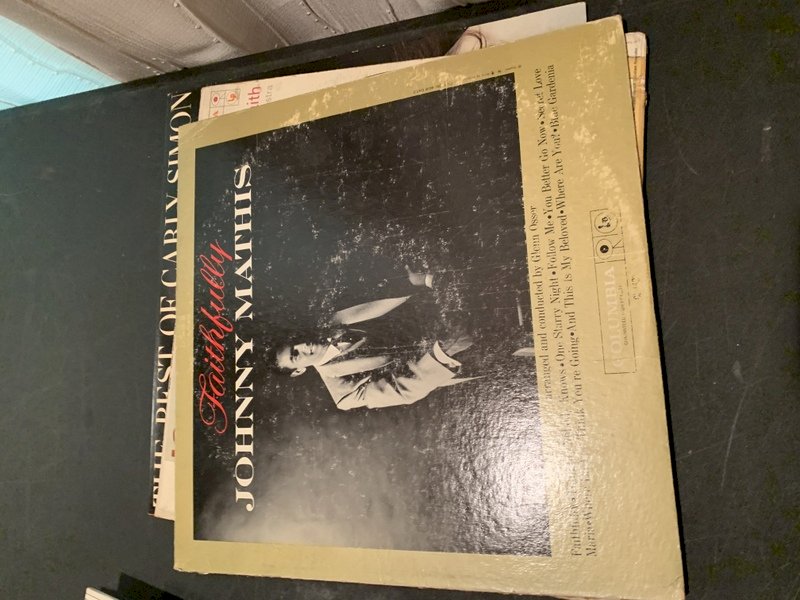 THE BEST OF CARLY SIMON
Faithfully
JOHNNY MATHIS
arranged and conducted by Glenn Osser
Knows • One Starry Night • Follow Me • You Better Go Now • Secret Love
Maria • Thank You're Going • And This is My Beloved • Where Are You? • Blue Gardenia
COLUMBIA